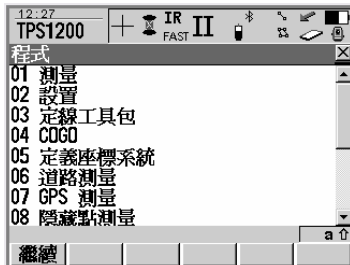 12:27
TPS1200
IR
FAST
II
程式
01 測量
02 設置
03 定線工具包
04 COGO
05 定義座標系統
06 道路測量
07 GPS 測量
08 隱藏點測量
a
繼續